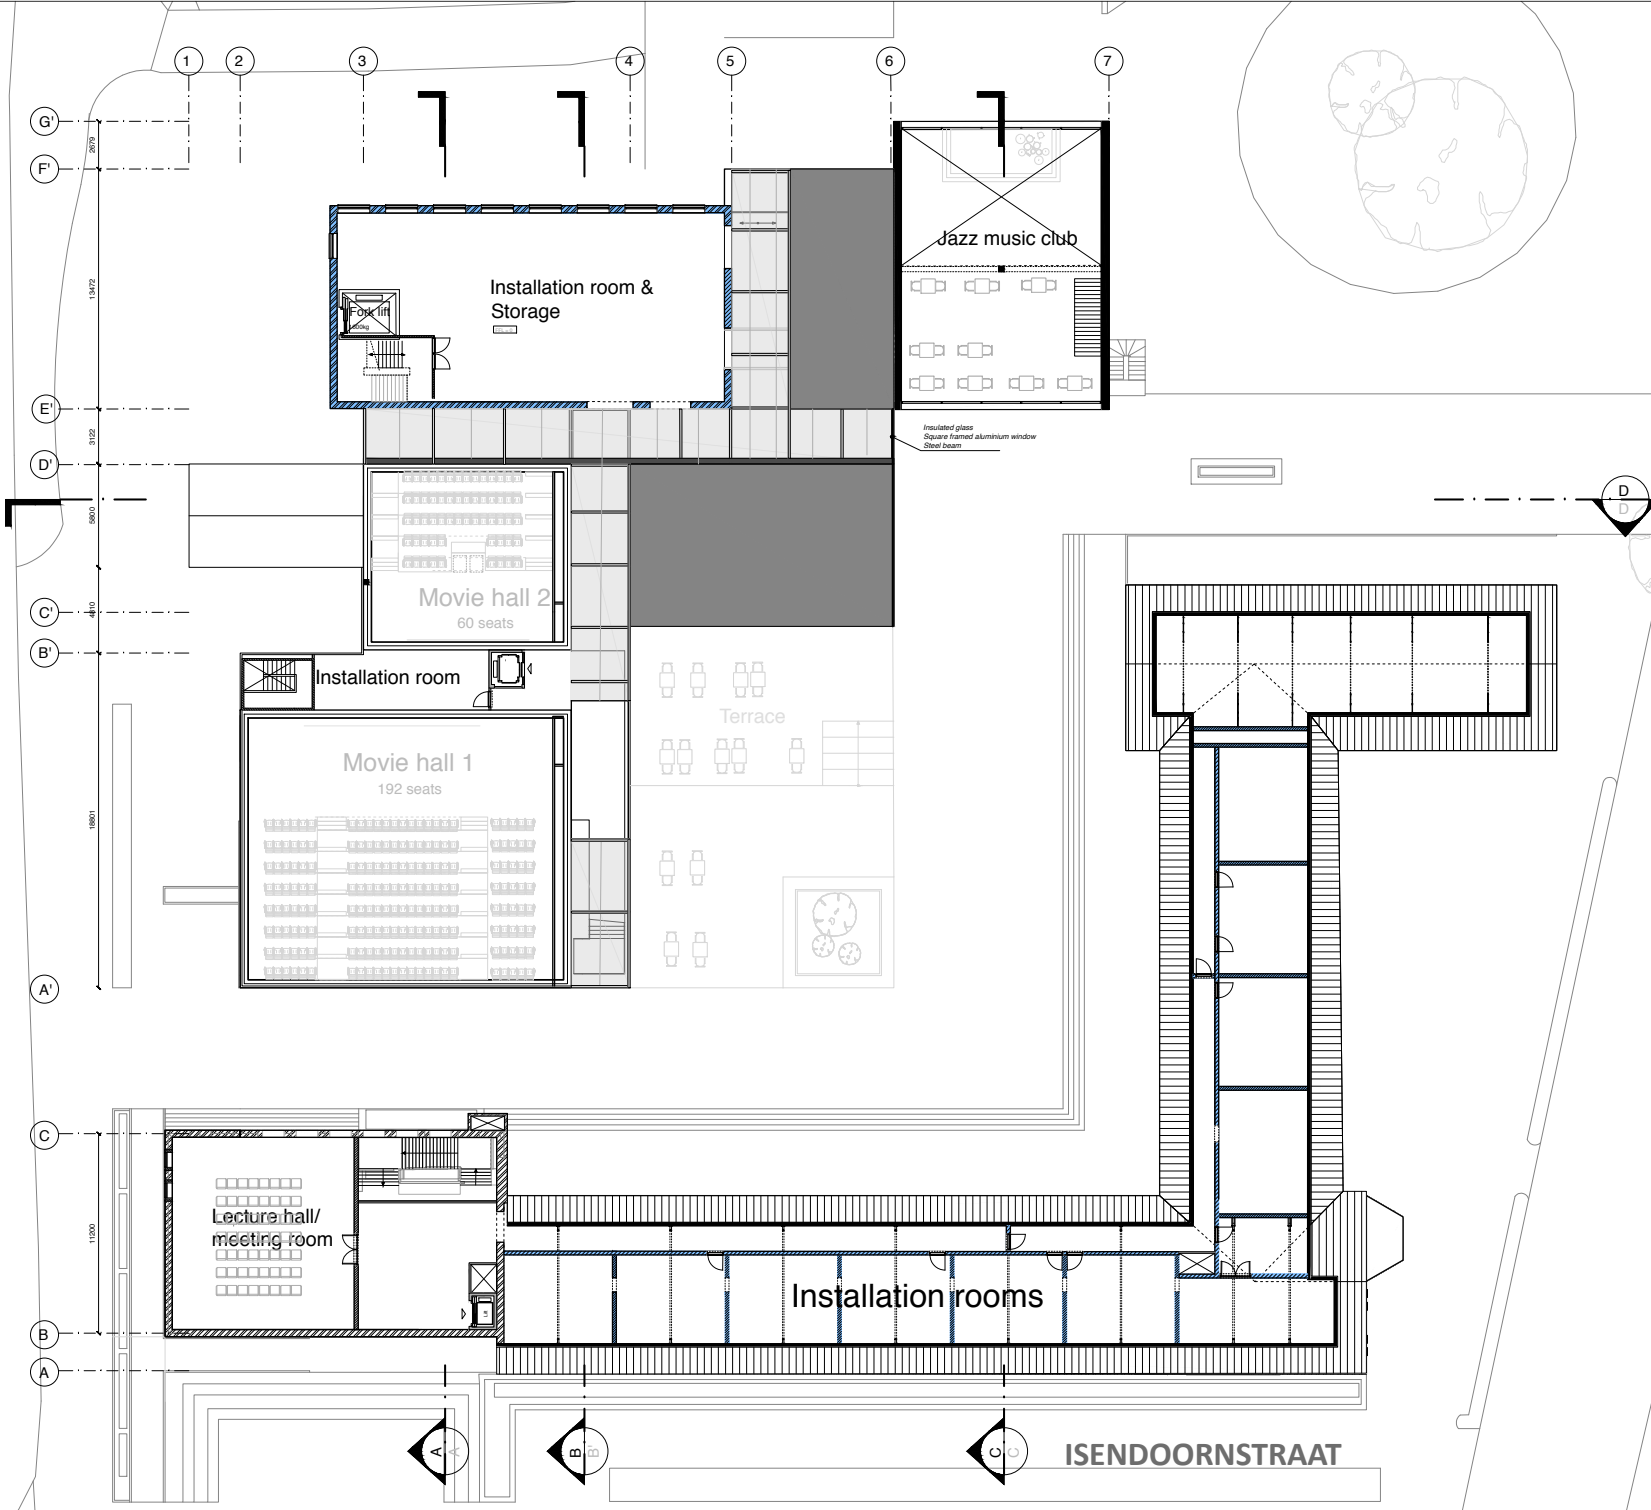 1 2 3 4 5 6 7
G'
2679
F'
Jazz music club
13472
Installation room &
Storage
Fork lift
E'
Insulated glass
Square framed aluminium window
Steel beam
3122
D'
D
D
5800
Movie hall 2
60 seats
C'
4810
B'
Installation room
Terrace
Movie hall 1
192 seats
18801
A'
C
Lecture hall/
meeting room
11200
Installation rooms
Lift
B
A
A
A
B
B'
C
C
ISENDOORNSTRAAT